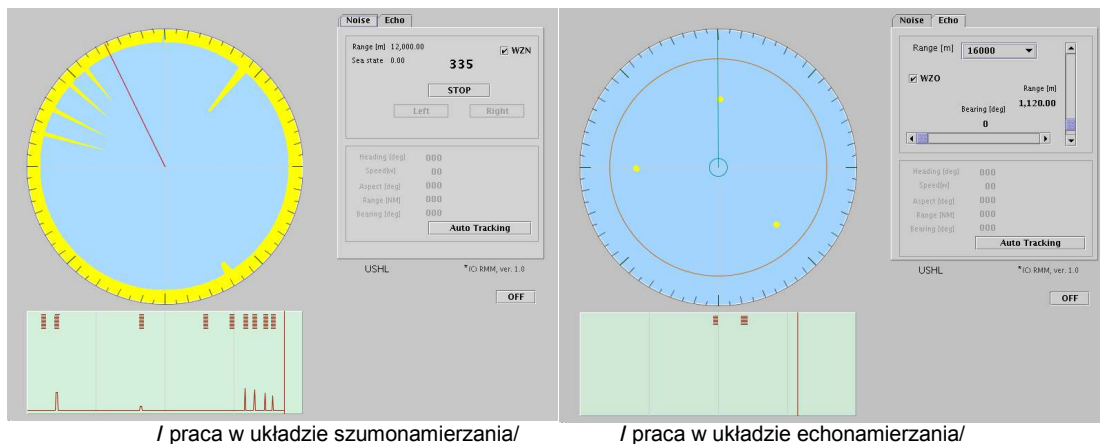 Noise Echo
Range [m] 12,000.00
WZN
Sea state 0.00
335
STOP
Left Right
Heading [deg] 000
Speed[w] 00
Aspect [deg] 000
Range [NM] 000
Bearing [deg] 000
Auto Tracking
USHL
*(C) RMM, ver. 1.0
OFF
Noise Echo
Range [m] 16000
WZO
Range [m]
1,120.00
Bearing [deg]
0
Heading [deg] 000
Speed[w] 00
Aspect [deg] 000
Range [NM] 000
Bearing [deg] 000
Auto Tracking
USHL
*(C) RMM, ver. 1.0
OFF
/ praca w układzie szumonamierzania/
/ praca w układzie echonamierzania/